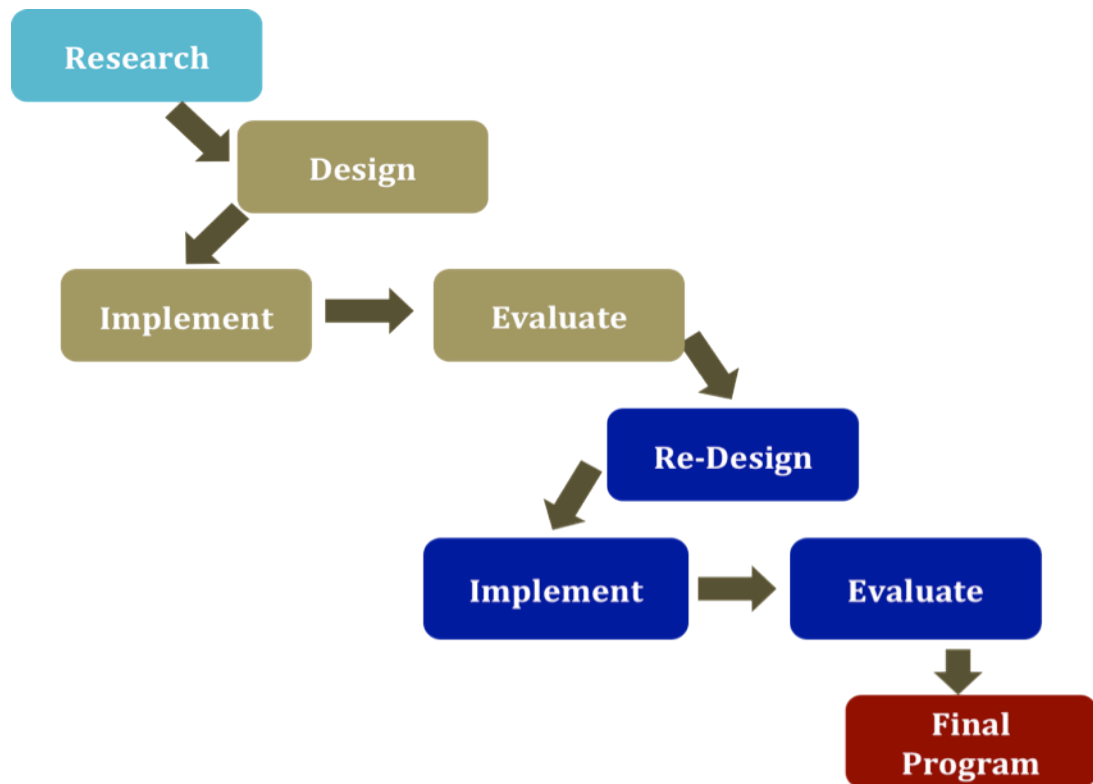 Research
Design
Implement
Evaluate
Re-Design
Implement
Evaluate
Final
Program